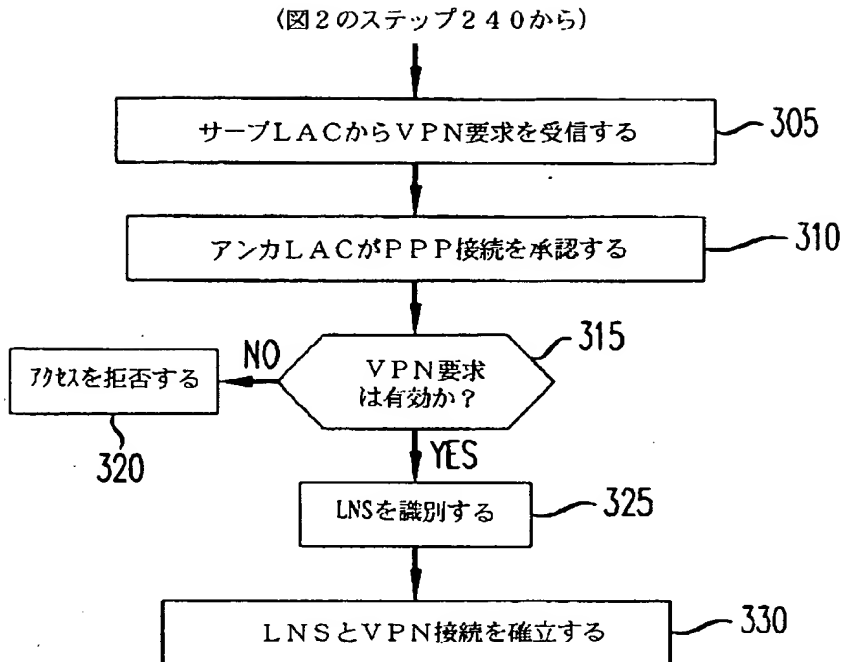 (図2のステップ240から)
サーブLACからVPN要求を受信する
305
アンカLACがPPP接続を承認する
310
315
VPN要求
は有効か?
NO
アクセスを拒否する
320
YES
LNSを識別する
325
LNSとVPN接続を確立する
330